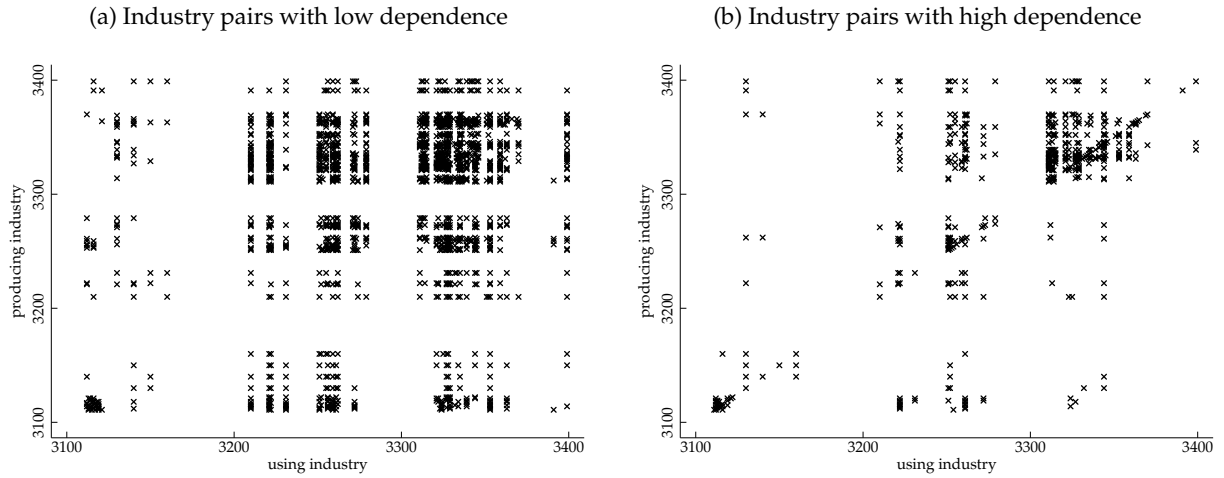 (a) Industry pairs with low dependence
3400
3300
3200
3100
producing industry
3100 3200 3300 3400
using industry
(b) Industry pairs with high dependence
3400
3300
3200
3100
producing industry
3100 3200 3300 3400
using industry